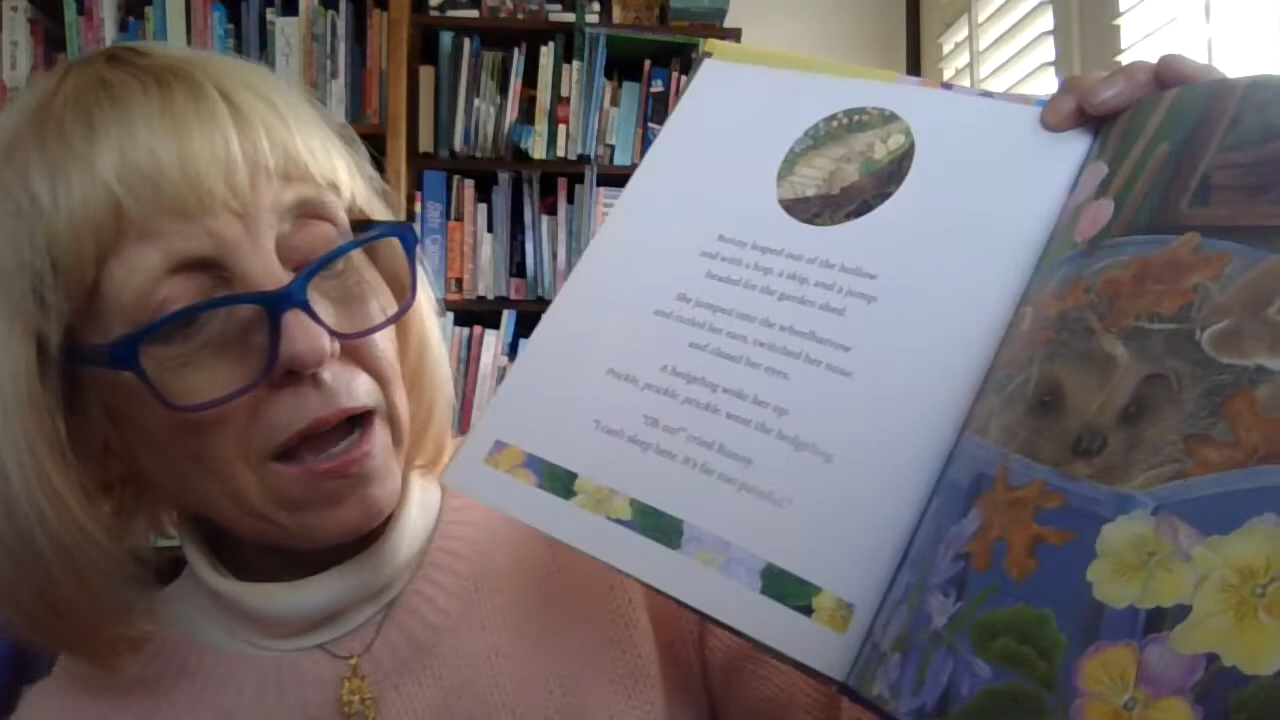 Bunny leaped out of the hollow
and with a hop, a skip, and a jump
headed for the garden shed.
She jumped into the wheelbarrow
and curled her ears, twitched her nose,
and closed her eyes.
A hedgehog woke her up
Prickle, prickle, prickle, went the hedgehog.
"Oh no!" cried Bunny.
"I can't sleep here. It's far too painful."